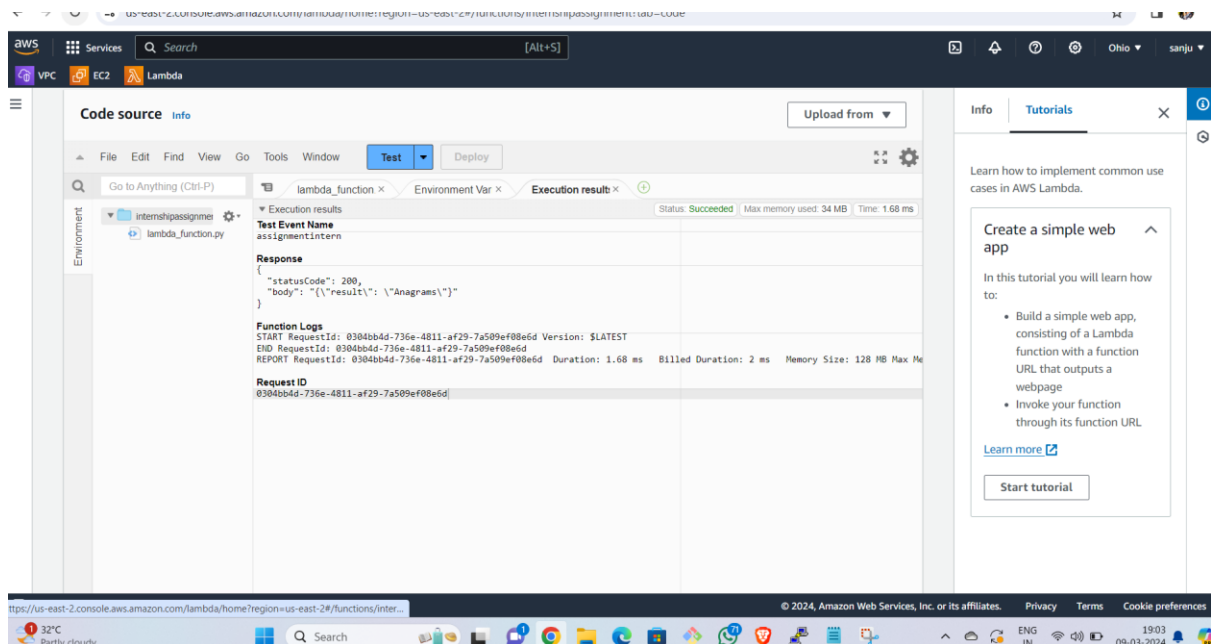 us-east-2.console.aws.amazon.com/lambda/home?region=us-east-2#/functions/internshipassignment?tab=code
aws
Services
Search
[Alt+S]
Ohio
sanju
VPC
EC2
Lambda
Code source Info
Upload from
Info
Tutorials
File Edit Find View Go Tools Window
Test
Deploy
Learn how to implement common use
cases in AWS Lambda.
Go to Anything (Ctrl-P)
lambda_function
Environment Var
Execution results
Environment
internshipassignmer
lambda_function.py
Execution results
Status: Succeeded
Max memory used: 34 MB
Time: 1.68 ms
Test Event Name
assignmentintern
Response
{
"statusCode": 200,
"body": "{\"result\": \"Anagrams\"}"
}
Function Logs
START RequestId: 0304bb4d-736e-4811-af29-7a509ef08e6d Version: $LATEST
END RequestId: 0304bb4d-736e-4811-af29-7a509ef08e6d
REPORT RequestId: 0304bb4d-736e-4811-af29-7a509ef08e6d Duration: 1.68 ms Billed Duration: 2 ms Memory Size: 128 MB Max Me
Request ID
0304bb4d-736e-4811-af29-7a509ef08e6d
Create a simple web
app
In this tutorial you will learn how
to:
• Build a simple web app,
consisting of a Lambda
function with a function
URL that outputs a
webpage
• Invoke your function
through its function URL
Learn more
Start tutorial
ttps://us-east-2.console.aws.amazon.com/lambda/home?region=us-east-2#/functions/inter...
© 2024, Amazon Web Services, Inc. or its affiliates.
Privacy
Terms
Cookie preferences
1
32°C
Partly cloudy
Search
71
ENG
IN
19:03
09-03-2024